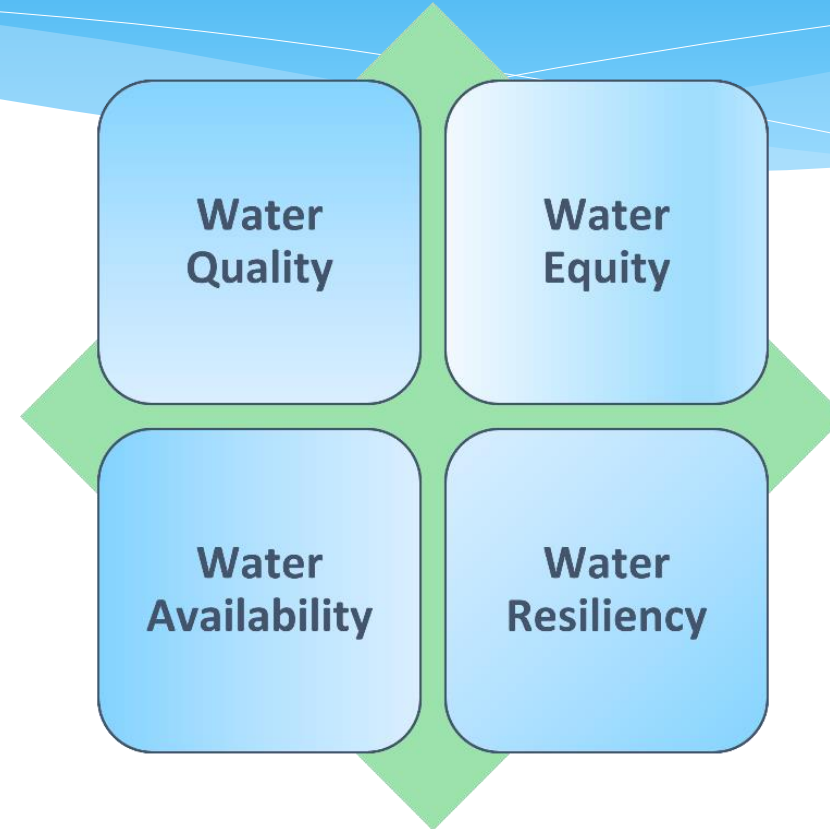 Water
Quality
Water
Equity
Water
Availability
Water
Resiliency